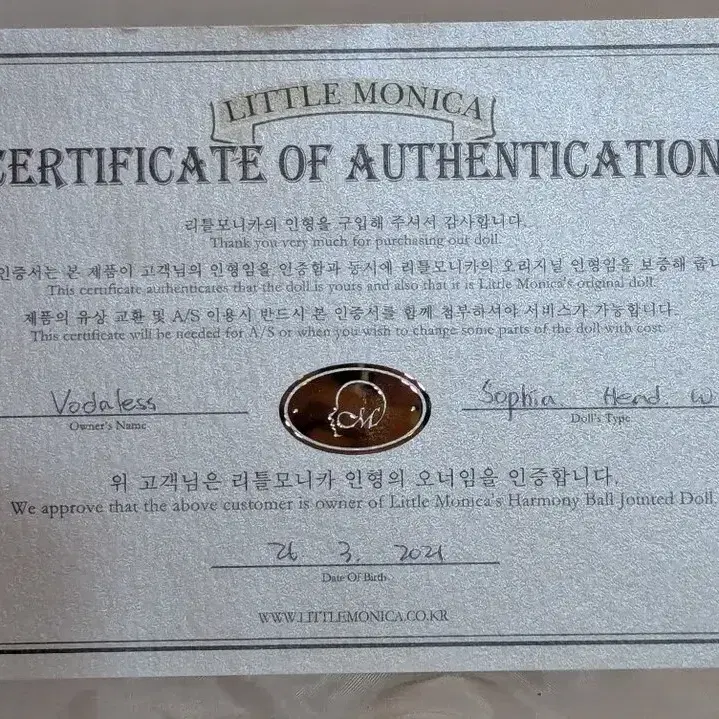 LITTLE MONICA
CERTIFICATE OF AUTHENTICATION
리틀모니카의 인형을 구입해 주셔서 감사합니다.
Thank you very much for purchasing our doll.
인증서는 본 제품이 고객님의 인형임을 인증함과 동시에 리틀모니카의 오리지널 인형임을 보증해 줍니
This certificate authenticates that the doll is yours and also that it is Little Monica's original doll.
제품의 유상 교환 및 A/S 이용시 반드시 본 인증서를 함께 첨부하셔야 서비스가 가능합니다.
This certificate will be needed for A/S or when you wish to change some parts of the doll with cost.
Vodaless
Sophia Head W
Owner's Name
M
Doll's Type
위 고객님은 리틀모니카 인형의 오너임을 인증합니다.
We approve that the above customer is owner of Little Monica's Harmony Ball Jointed Doll.
26 3. 2021
Date Of Birth
WWW.LITTLEMONICA.CO.KR